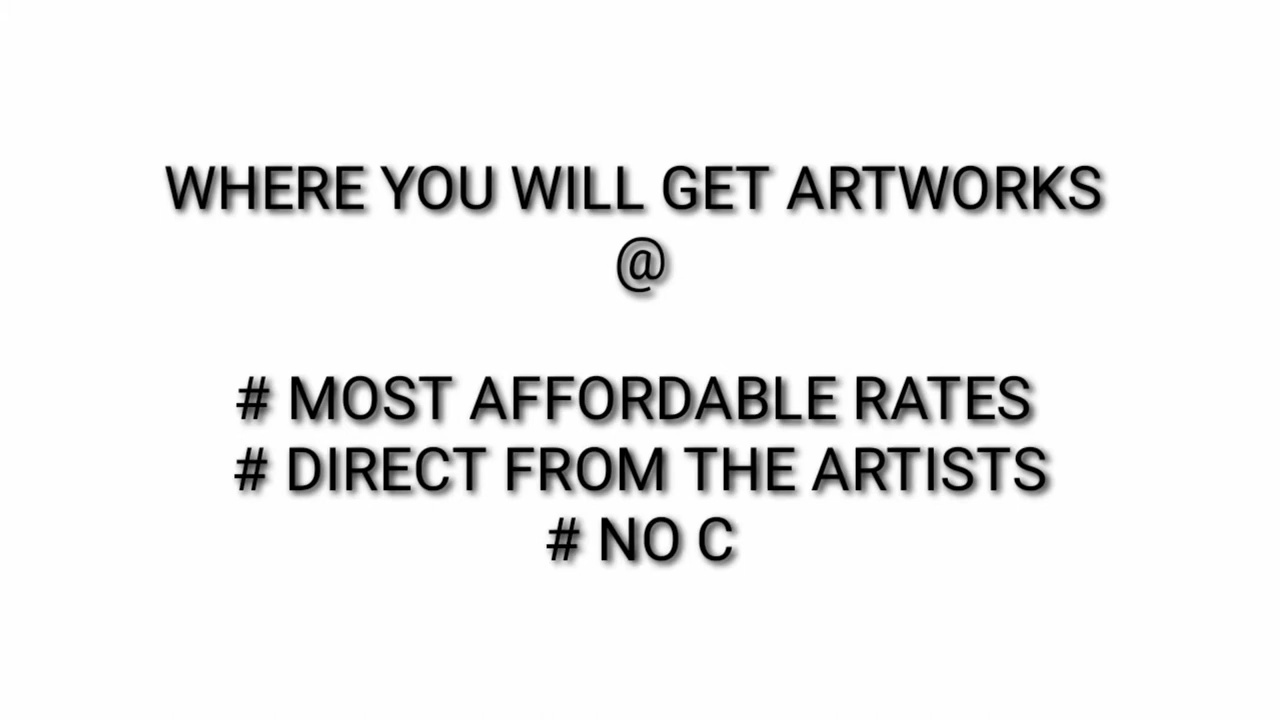 WHERE YOU WILL GET ARTWORKS
@
# MOST AFFORDABLE RATES
# DIRECT FROM THE ARTISTS
# NO C